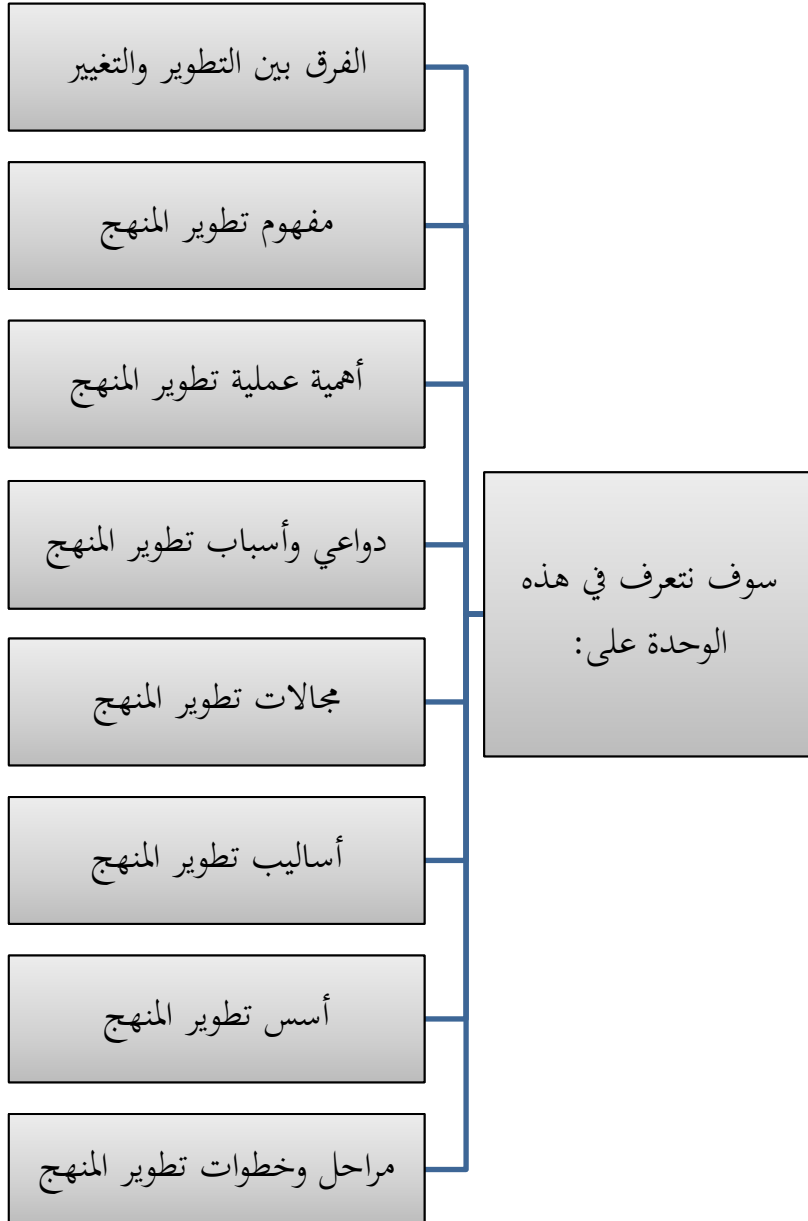 سوف نتعرف في هذه
الوحدة على:
الفرق بين التطوير والتغيير
مفهوم تطوير المنهج
أهمية عملية تطوير المنهج
دواعي وأسباب تطوير المنهج
مجالات تطوير المنهج
أساليب تطوير المنهج
أسس تطوير المنهج
مراحل وخطوات تطوير المنهج